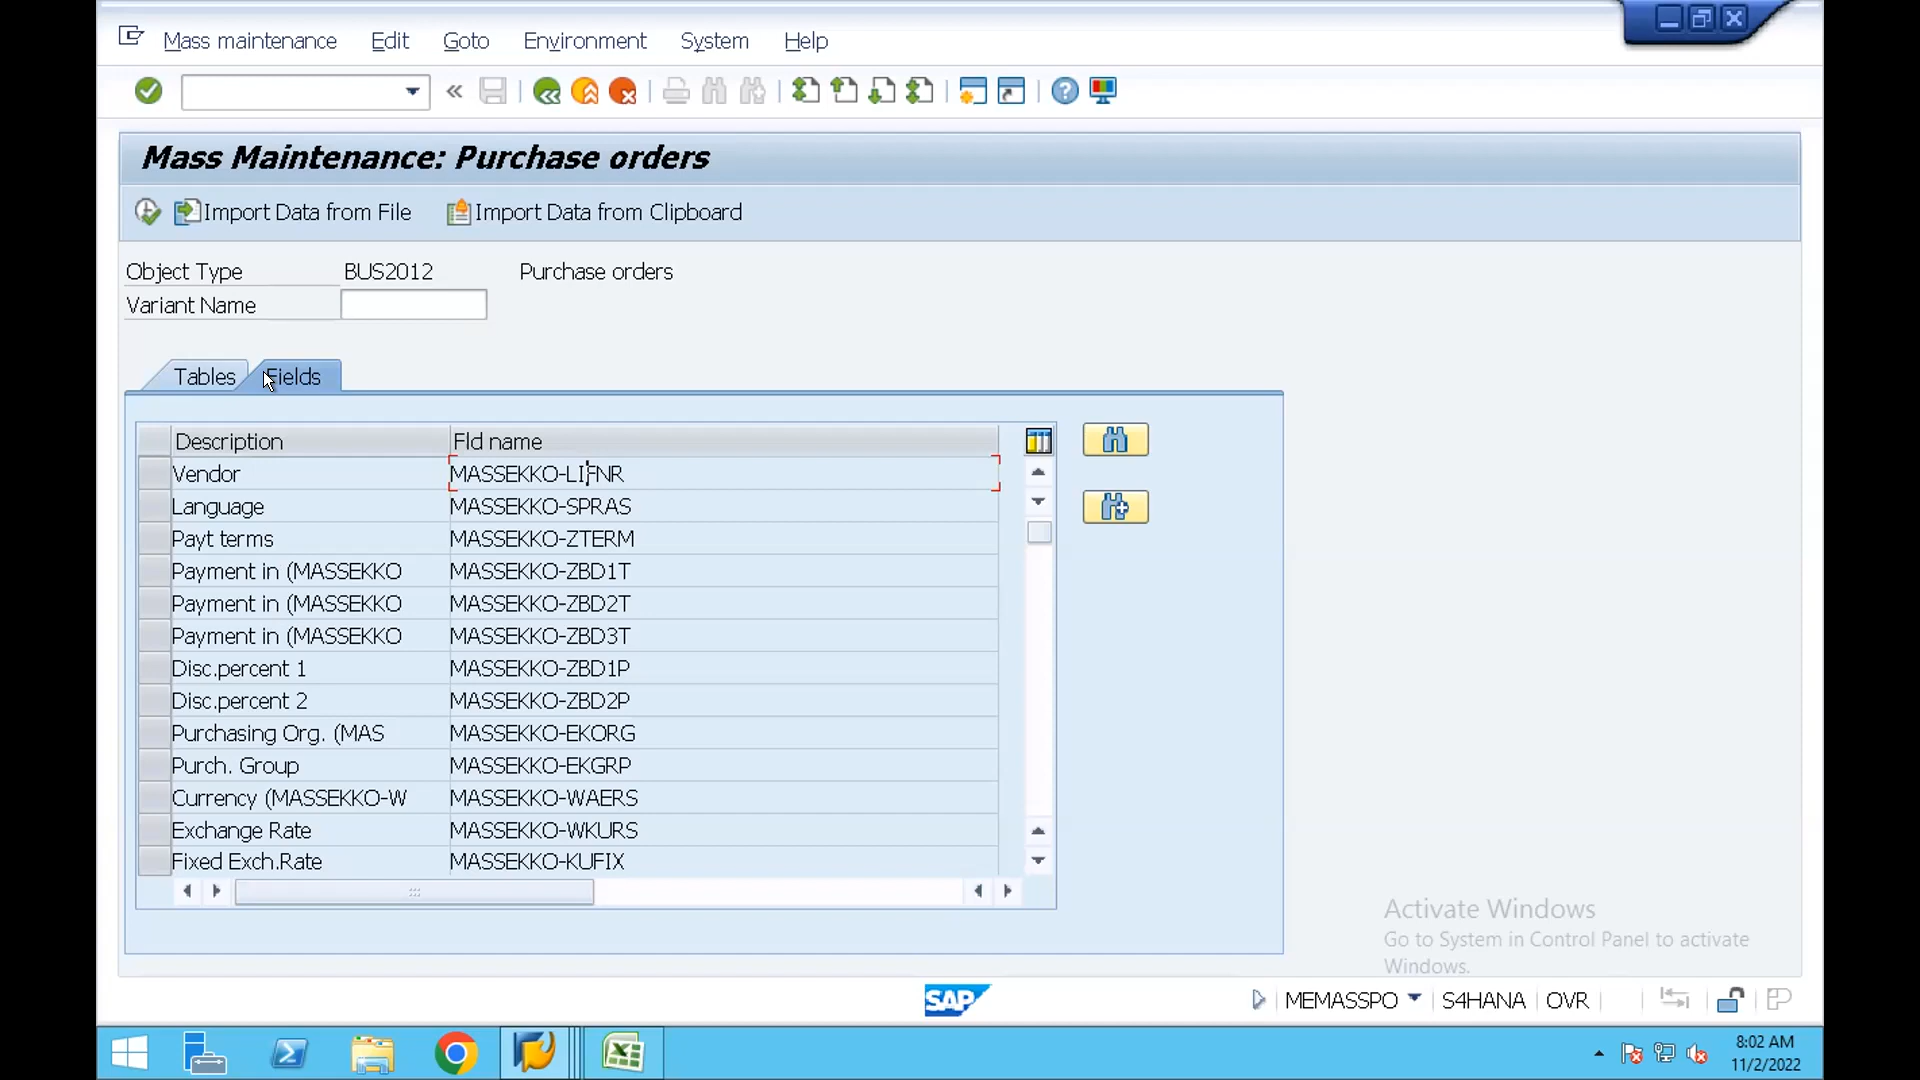 Mass maintenance Edit Goto Environment System Help
Mass Maintenance: Purchase orders
Import Data from File Import Data from Clipboard
Object Type BUS2012 Purchase orders
Variant Name
Tables Fields
Description Fld name
Vendor MASSEKKO-LIFNR
Language MASSEKKO-SPRAS
Payt terms MASSEKKO-ZTERM
Payment in (MASSEKKO MASSEKKO-ZBD1T
Payment in (MASSEKKO MASSEKKO-ZBD2T
Payment in (MASSEKKO MASSEKKO-ZBD3T
Disc.percent 1 MASSEKKO-ZBD1P
Disc.percent 2 MASSEKKO-ZBD2P
Purchasing Org. (MAS MASSEKKO-EKORG
Purch. Group MASSEKKO-EKGRP
Currency (MASSEKKO-W MASSEKKO-WAERS
Exchange Rate MASSEKKO-WKURS
Fixed Exch.Rate MASSEKKO-KUFIX
Activate Windows
Go to System in Control Panel to activate
Windows.
SAP MEMASSPO S4HANA OVR
8:02 AM
11/2/2022